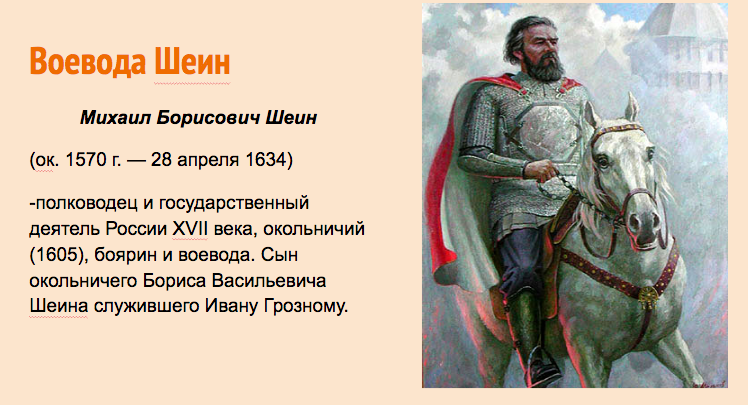 Воевода Шеин
Михаил Борисович Шеин
(ок. 1570 г. — 28 апреля 1634)
-полководец и государственный
деятель России XVII века, окольничий
(1605), боярин и воевода. Сын
окольничего Бориса Васильевича
Шеина служившего Ивану Грозному.